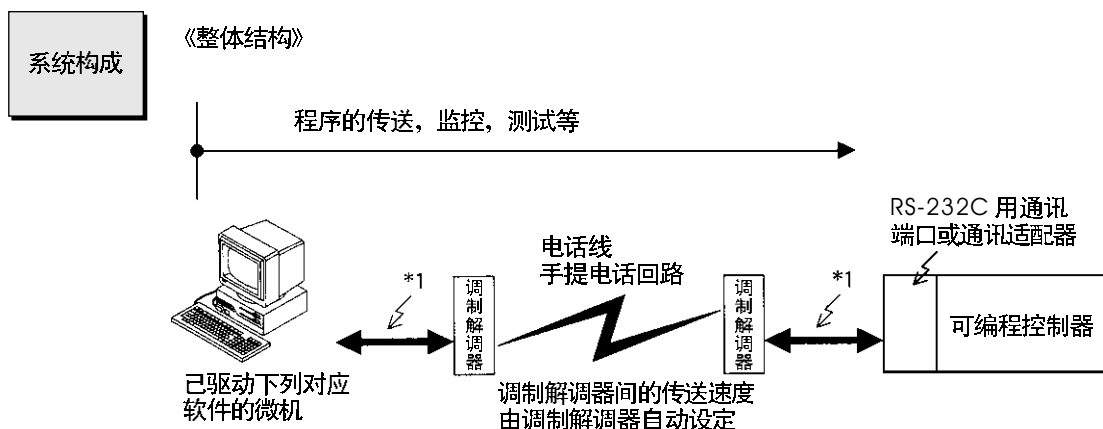 系统构成
《整体结构》
程序的传送，监控，测试等
RS-232C 用通讯
端口或通讯适配器
电话线
手提电话回路
*1
调制解调器
调制解调器
*1
可编程控制器
己驱动下列对应
软件的微机
调制解调器间的传送速度
由调制解调器自动设定